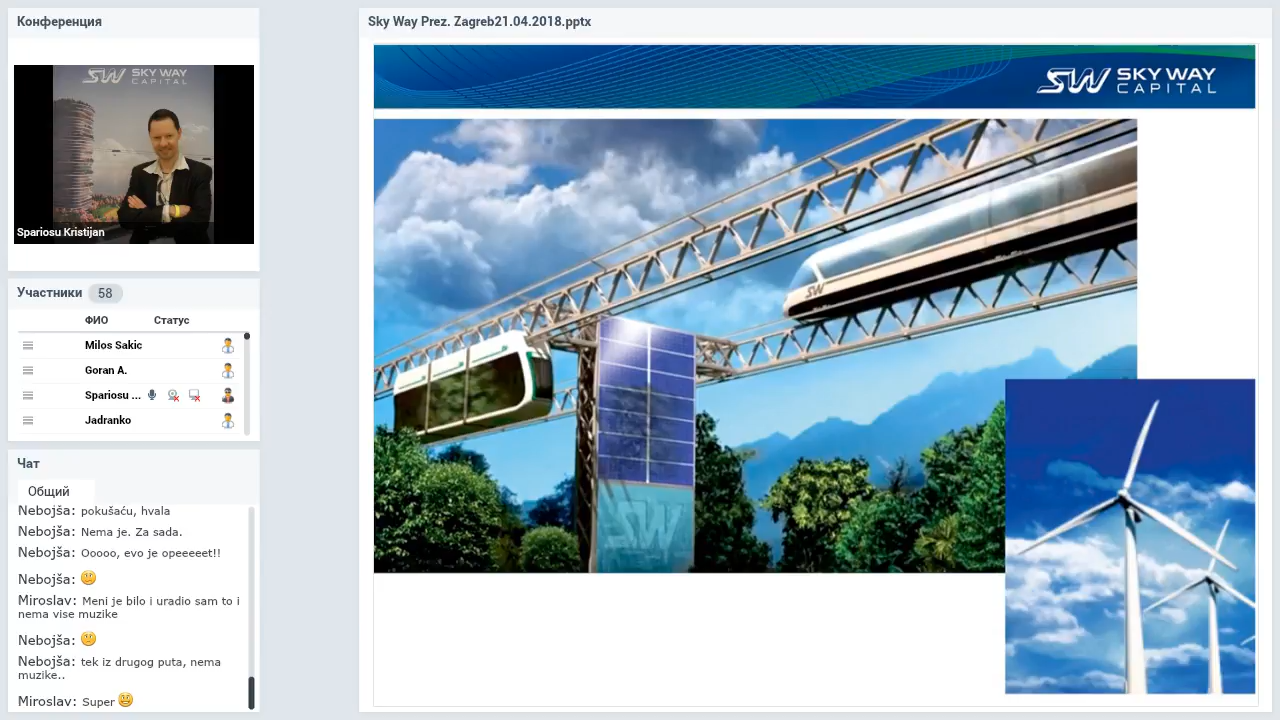 Конференция
SKY WAY
CAPITAL
Spariosu Kristijan
Участники 58
ФИО Статус
Milos Sakic
Goran A.
Spariosu ...
Jadranko
Чат
Общий
Nebojša: pokušaću, hvala
Nebojša: Nema je. Za sada.
Nebojša: Ooooo, evo je opeeeeet!!
Nebojša:
Miroslav: Meni je bilo i uradio sam to i
nema vise muzike
Nebojša:
Nebojša: tek iz drugog puta, nema
muzike..
Miroslav: Super
Sky Way Prez. Zagreb21.04.2018.pptx
SW SKY WAY
CAPITAL
SW
SW